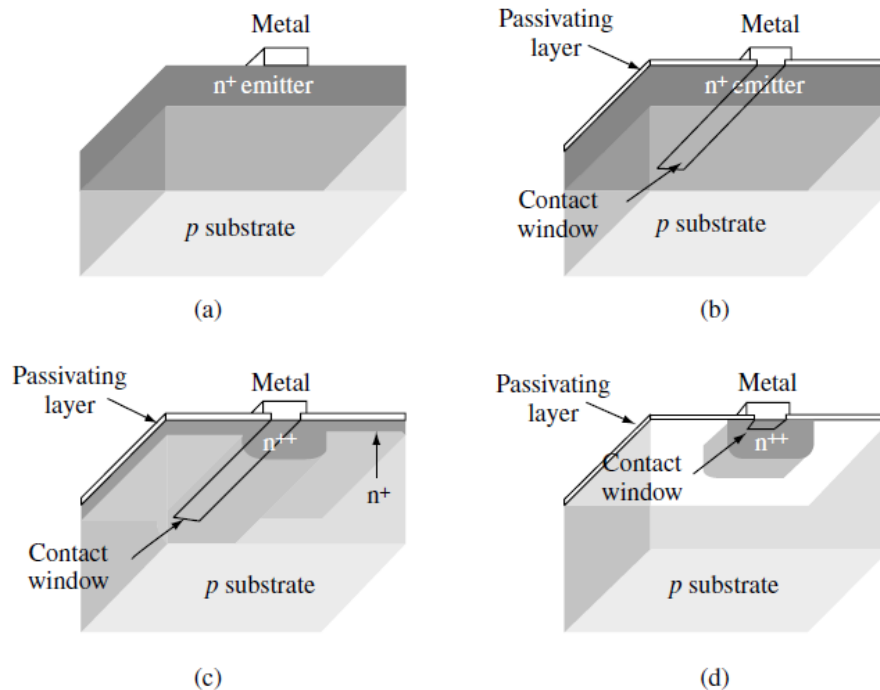 Metal
n+ emitter
p substrate
(a)
Passivating
layer
Metal
n+ emitter
Contact
window
p substrate
(b)
Passivating
layer
Metal
n++
n+
Contact
window
p substrate
(c)
Passivating
layer
Metal
n++
Contact
window
p substrate
(d)